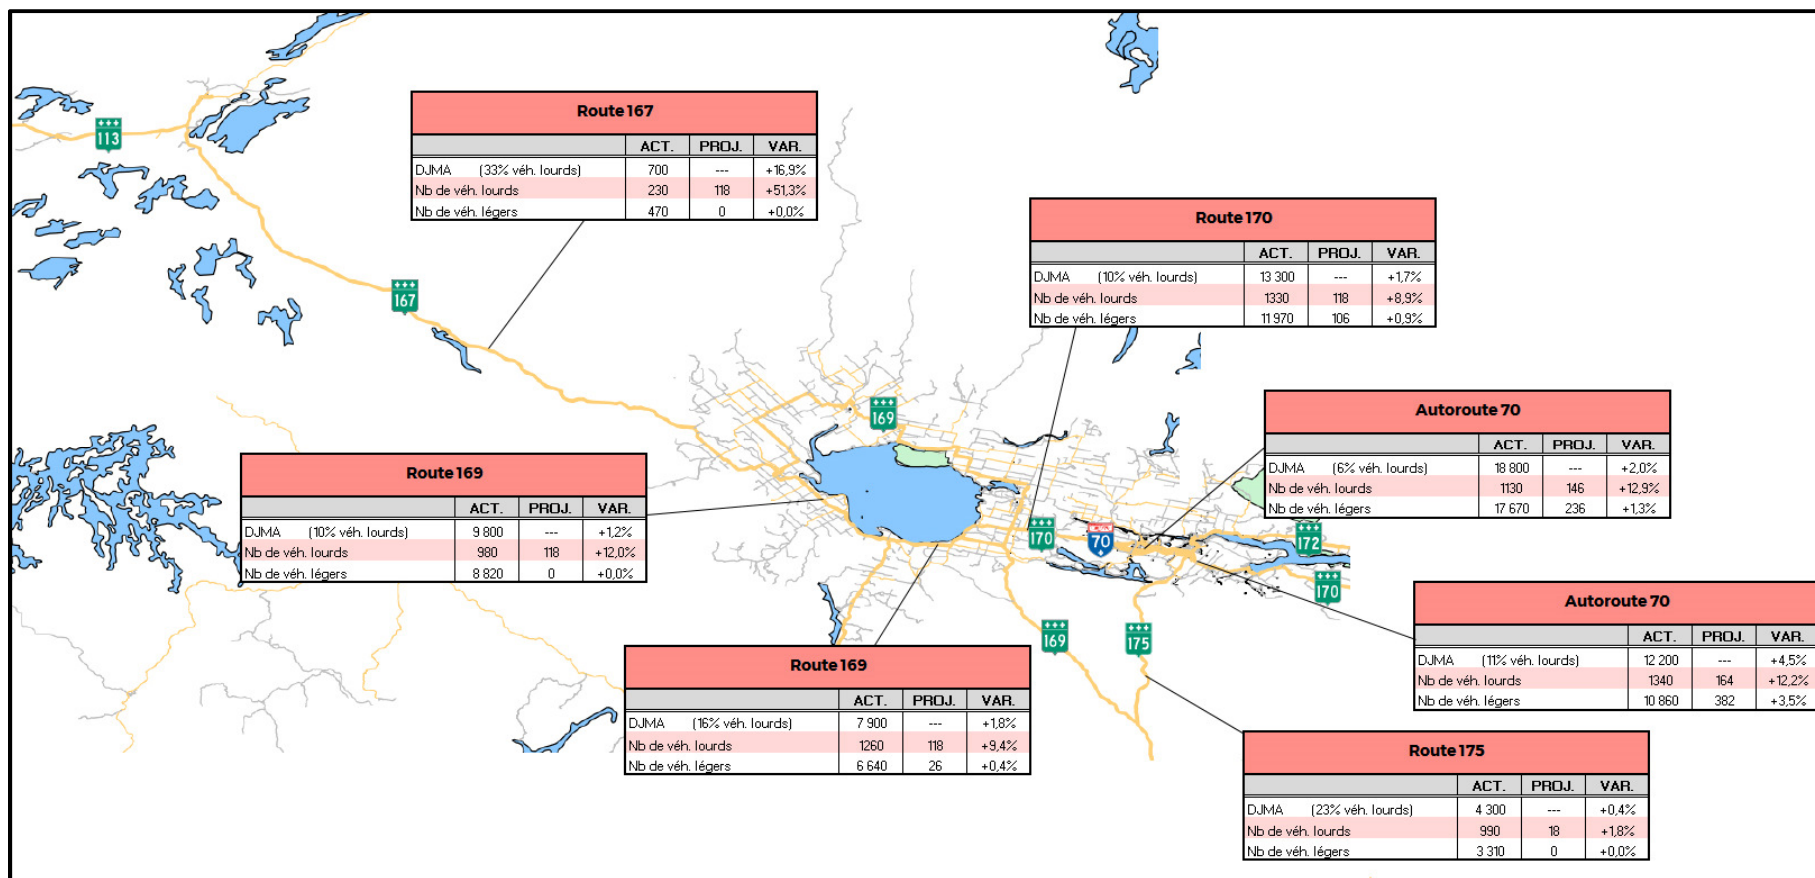 113
Route 167
ACT. PROJ. VAR.
DJMA (33% véh. lourds) 700 --- +16,9%
Nb de véh. lourds 230 118 +51,3%
Nb de véh. légers 470 0 +0,0%
167
Route 170
ACT. PROJ. VAR.
DJMA (10% véh. lourds) 13 300 --- +1,7%
Nb de véh. lourds 1330 118 +8,9%
Nb de véh. légers 11 970 106 +0,9%
169
Autoroute 70
ACT. PROJ. VAR.
DJMA (6% véh. lourds) 18 800 --- +2,0%
Nb de véh. lourds 1130 146 +12,9%
Nb de véh. légers 17 670 236 +1,3%
Route 169
ACT. PROJ. VAR.
DJMA (10% véh. lourds) 9 800 --- +1,2%
Nb de véh. lourds 980 118 +12,0%
Nb de véh. légers 8 820 0 +0,0%
170
70
172
170
Autoroute 70
ACT. PROJ. VAR.
DJMA (11% véh. lourds) 12 200 --- +4,5%
Nb de véh. lourds 1340 164 +12,2%
Nb de véh. légers 10 860 382 +3,5%
169
175
Route 169
ACT. PROJ. VAR.
DJMA (16% véh. lourds) 7 900 --- +1,8%
Nb de véh. lourds 1260 118 +9,4%
Nb de véh. légers 6 640 26 +0,4%
Route 175
ACT. PROJ. VAR.
DJMA (23% véh. lourds) 4 300 --- +0,4%
Nb de véh. lourds 990 18 +1,8%
Nb de véh. légers 3 310 0 +0,0%